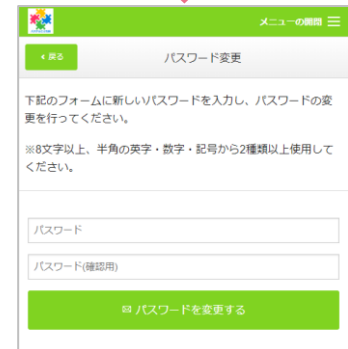 メニューの開閉
< 戻る
パスワード変更
下記のフォームに新しいパスワードを入力し、パスワードの変
更を行ってください。
※8文字以上、半角の英字・数字・記号から2種類以上使用して
ください。
パスワード
パスワード(確認用)
パスワードを変更する